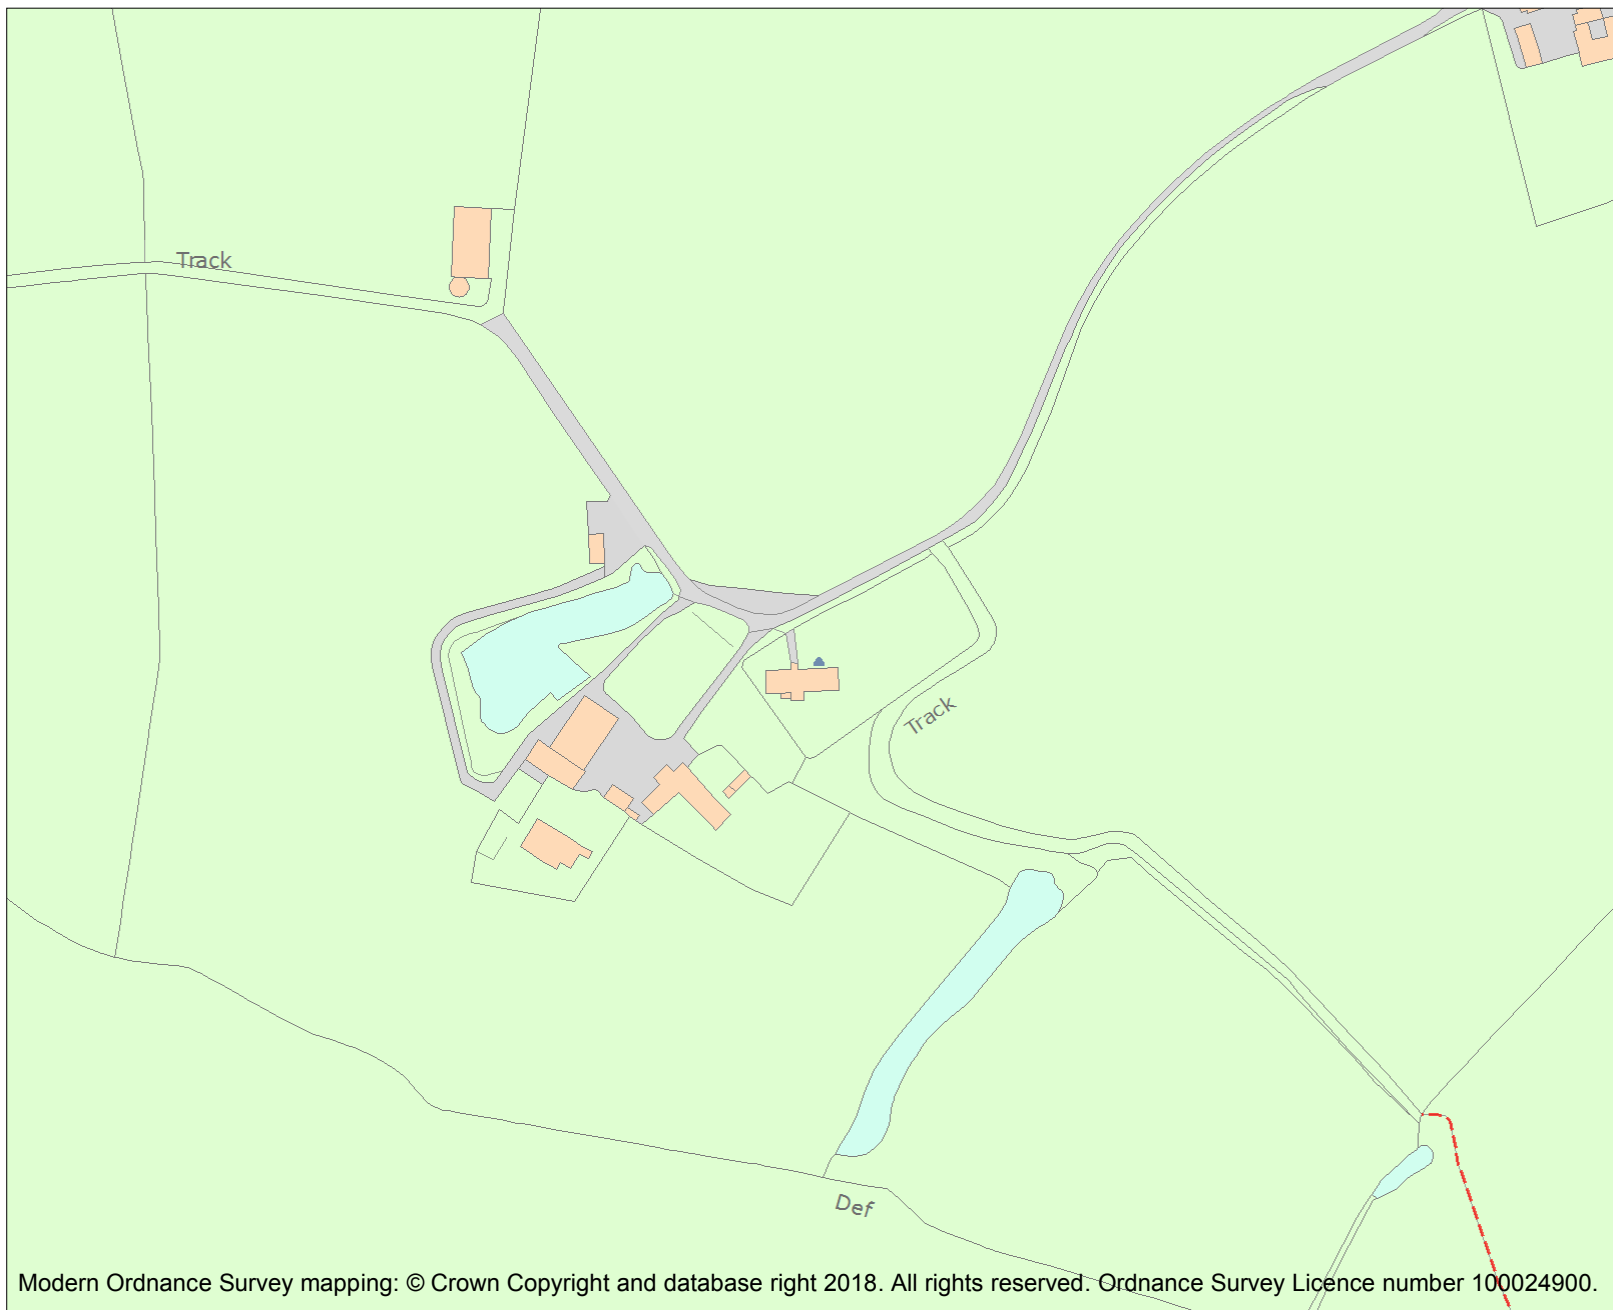 Track
Track
Def
Modern Ordnance Survey mapping: © Crown Copyright and database right 2018. All rights reserved. Ordnance Survey Licence number 100024900.